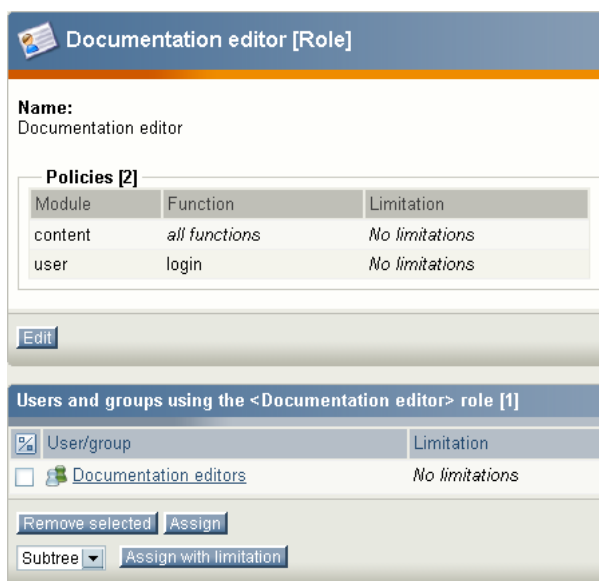 Documentation editor [Role]
Name:
Documentation editor
Policies [2]
Module Function Limitation
content all functions No limitations
user login No limitations
Edit
Users and groups using the <Documentation editor> role [1]
User/group Limitation
Documentation editors No limitations
Remove selected Assign
Subtree Assign with limitation